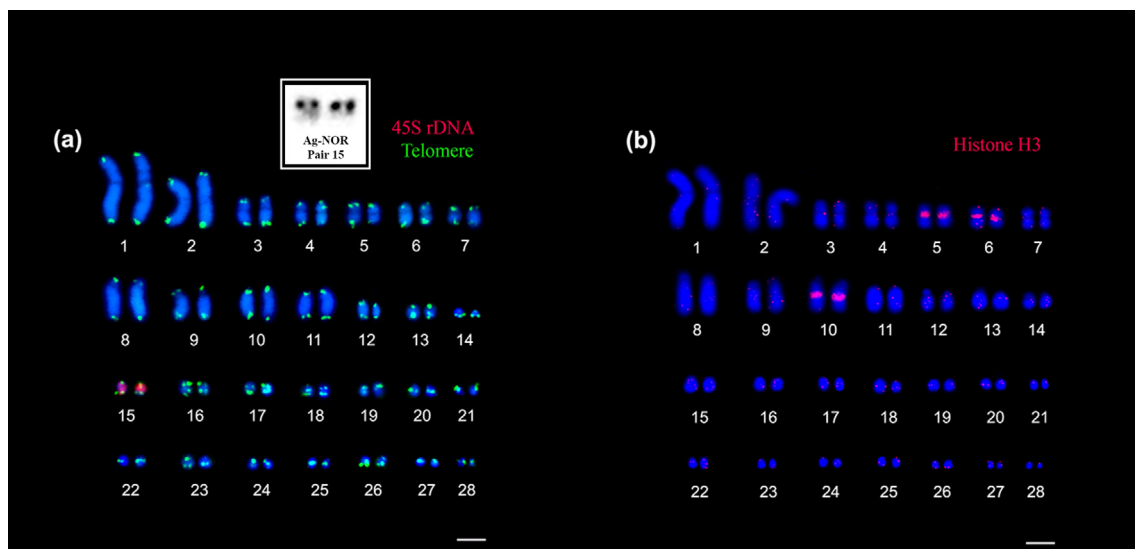 (a)
Ag-NOR
Pair 15
45S rDNA
Telomere
1 2 3 4 5 6 7
8 9 10 11 12 13 14
15 16 17 18 19 20 21
22 23 24 25 26 27 28
(b)
Histone H3
1 2 3 4 5 6 7
8 9 10 11 12 13 14
15 16 17 18 19 20 21
22 23 24 25 26 27 28